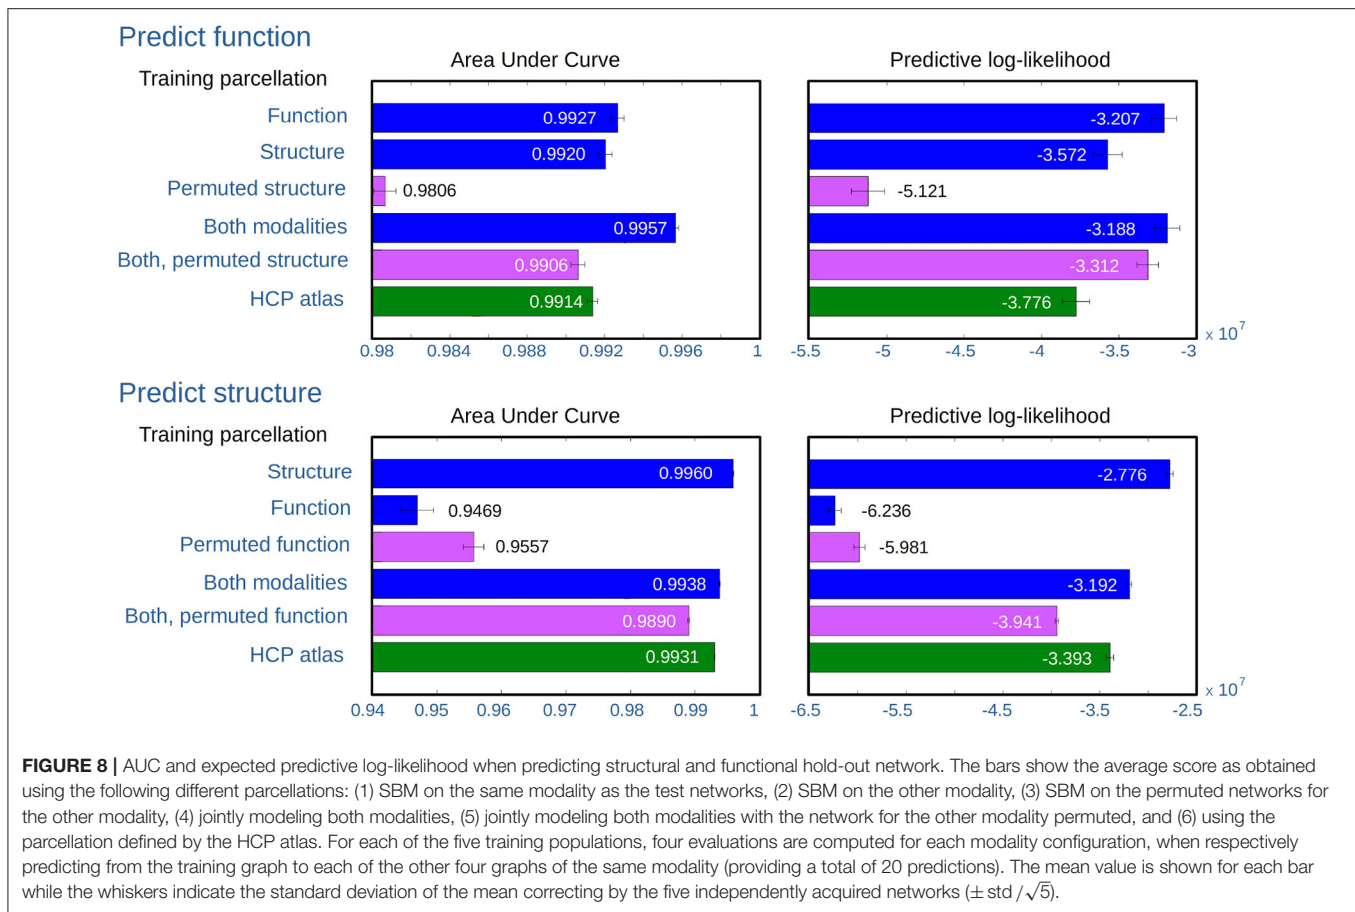 Predict function
Area Under Curve
Predictive log-likelihood
Training parcellation
Function
0.9927
-3.207
Structure
0.9920
-3.572
Permuted structure
0.9806
-5.121
Both modalities
0.9957
-3.188
Both, permuted structure
0.9906
-3.312
HCP atlas
0.9914
-3.776
0.98 0.984 0.988 0.992 0.996 1
-5.5 -5 -4.5 -4 -3.5 -3
x 10^7
Predict structure
Area Under Curve
Predictive log-likelihood
Training parcellation
Structure
0.9960
-2.776
Function
0.9469
-6.236
Permuted function
0.9557
-5.981
Both modalities
0.9938
-3.192
Both, permuted function
0.9890
-3.941
HCP atlas
0.9931
-3.393
0.94 0.95 0.96 0.97 0.98 0.99 1
-6.5 -5.5 -4.5 -3.5 -2.5
x 10^7
FIGURE 8 | AUC and expected predictive log-likelihood when predicting structural and functional hold-out network. The bars show the average score as obtained
using the following different parcellations: (1) SBM on the same modality as the test networks, (2) SBM on the other modality, (3) SBM on the permuted networks for
the other modality, (4) jointly modeling both modalities, (5) jointly modeling both modalities with the network for the other modality permuted, and (6) using the
parcellation defined by the HCP atlas. For each of the five training populations, four evaluations are computed for each modality configuration, when respectively
predicting from the training graph to each of the other four graphs of the same modality (providing a total of 20 predictions). The mean value is shown for each bar
while the whiskers indicate the standard deviation of the mean correcting by the five independently acquired networks (± std /√5).